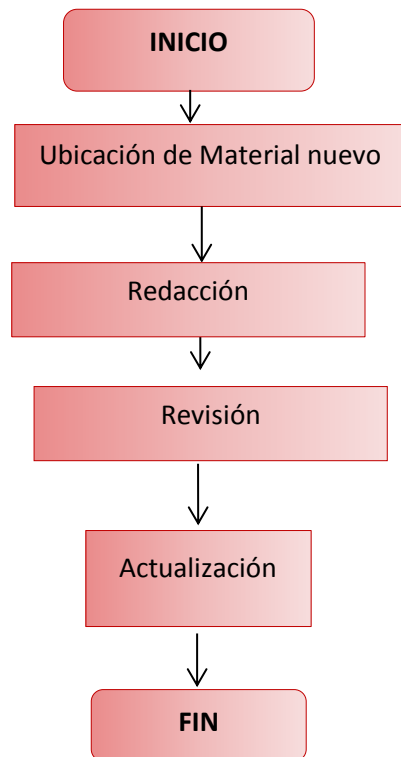 INICIO
Ubicación de Material nuevo
Redacción
Revisión
Actualización
FIN